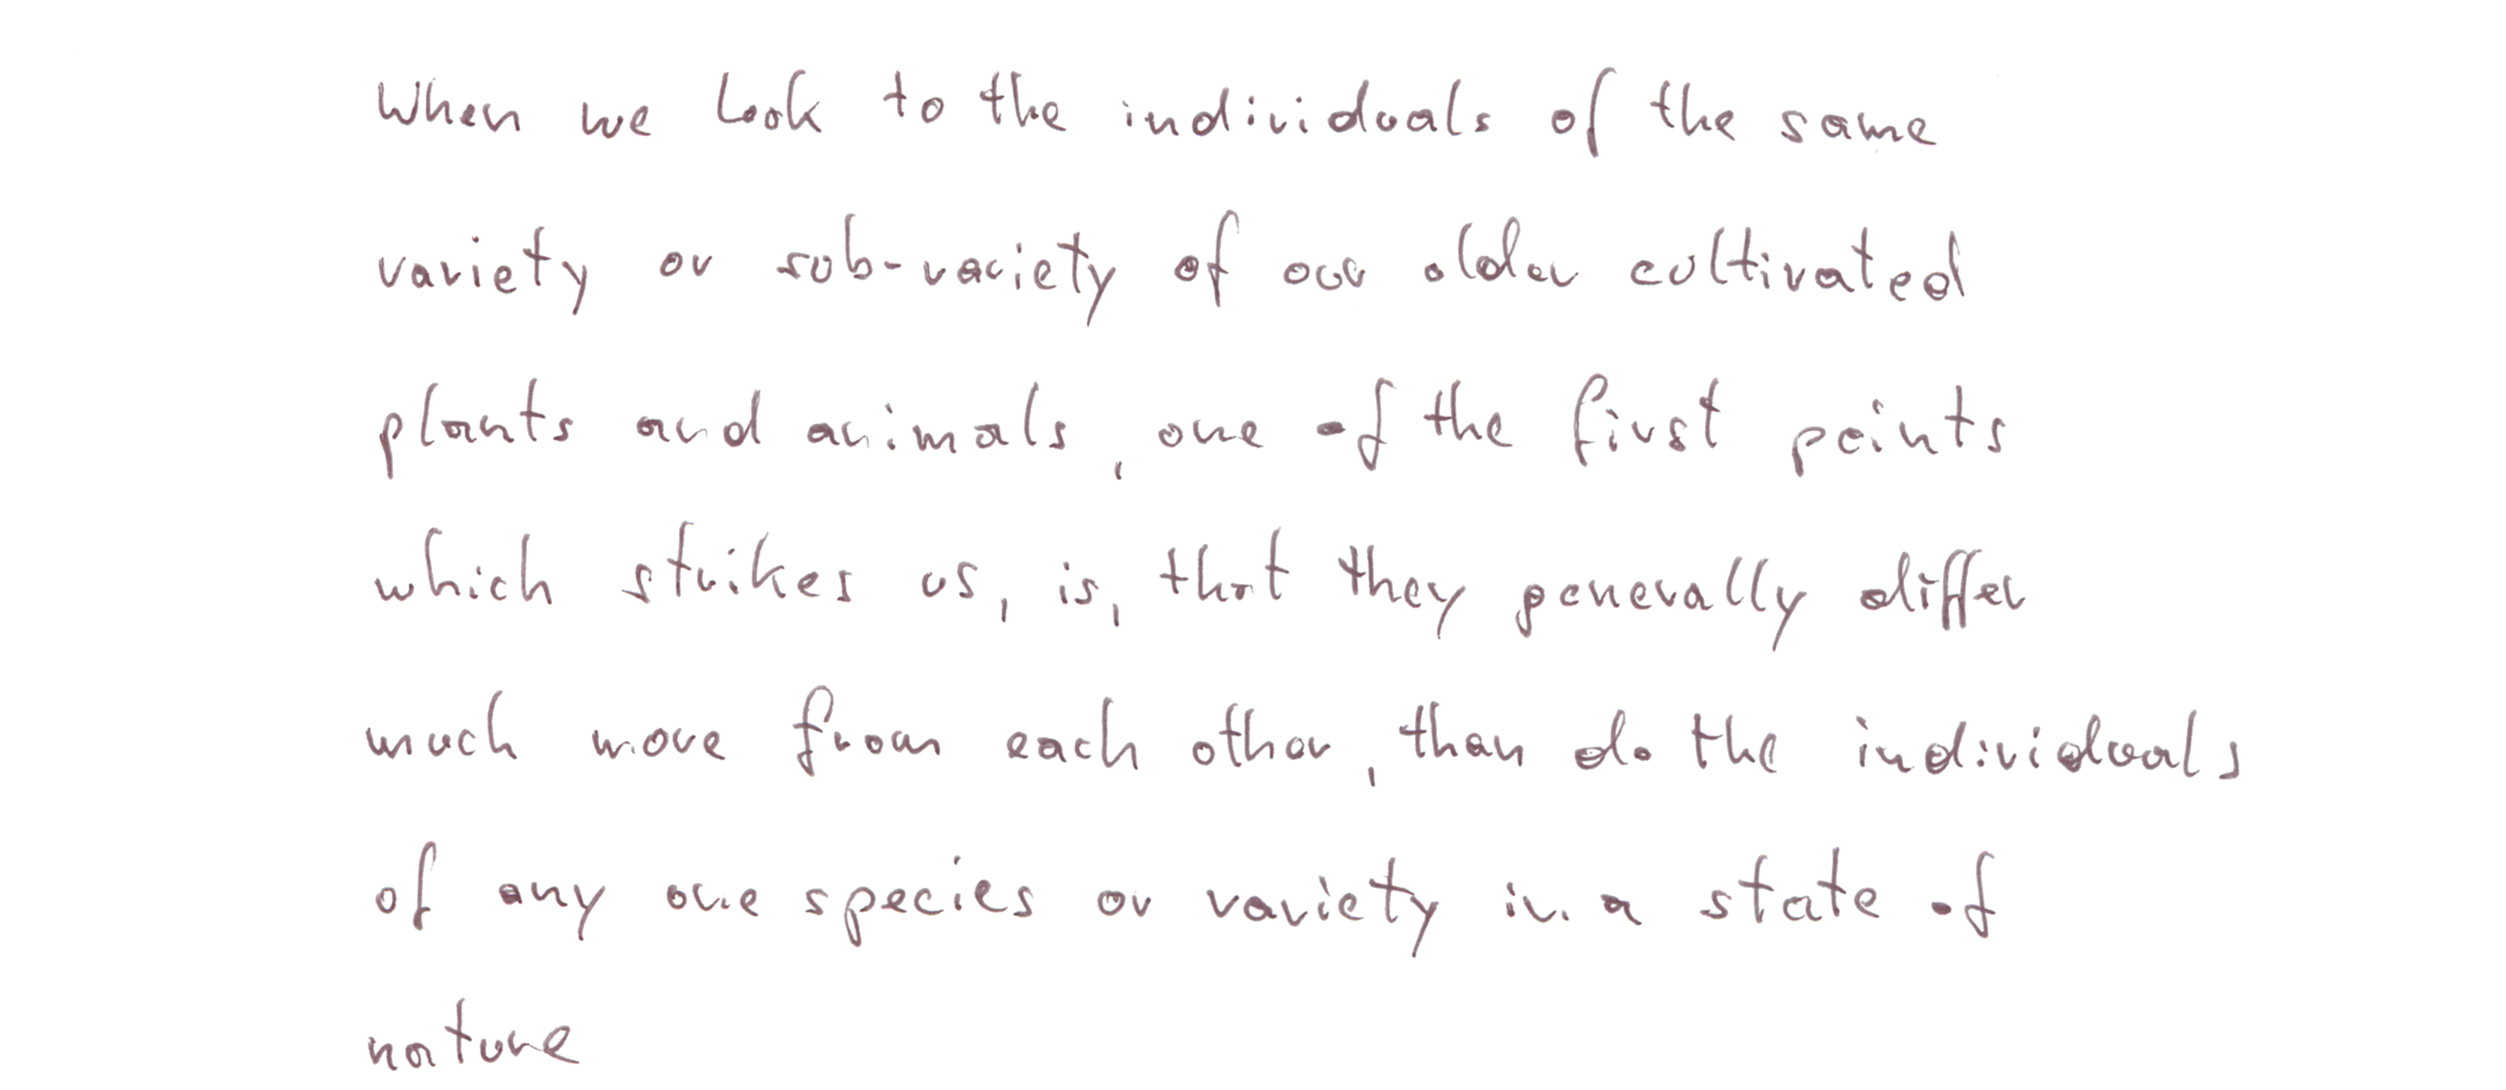 When we look to the individuals of the same
variety or sub-variety of our older cultivated
plants and animals, one of the first points
which strikes us, is, that they generally differ
much more from each other, than do the individuals
of any one species or variety in a state of
nature